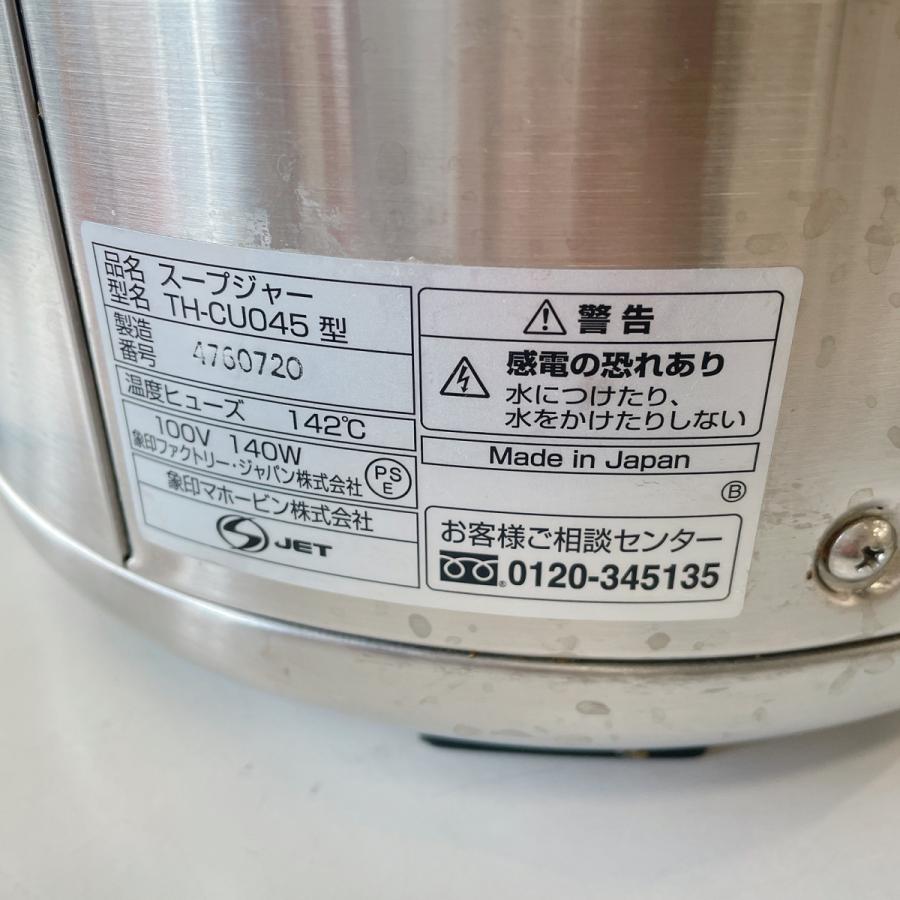 品名 スープジャー
型名 TH-CU045 型
製造番号 4760720
温度ヒューズ 142℃
100V 140W
象印ファクトリー・ジャパン株式会社
PSE
象印マホービン株式会社
JET
警告
感電の恐れあり
水につけたり、
水をかけたりしない
Made in Japan
B
お客様ご相談センター
0120-345135